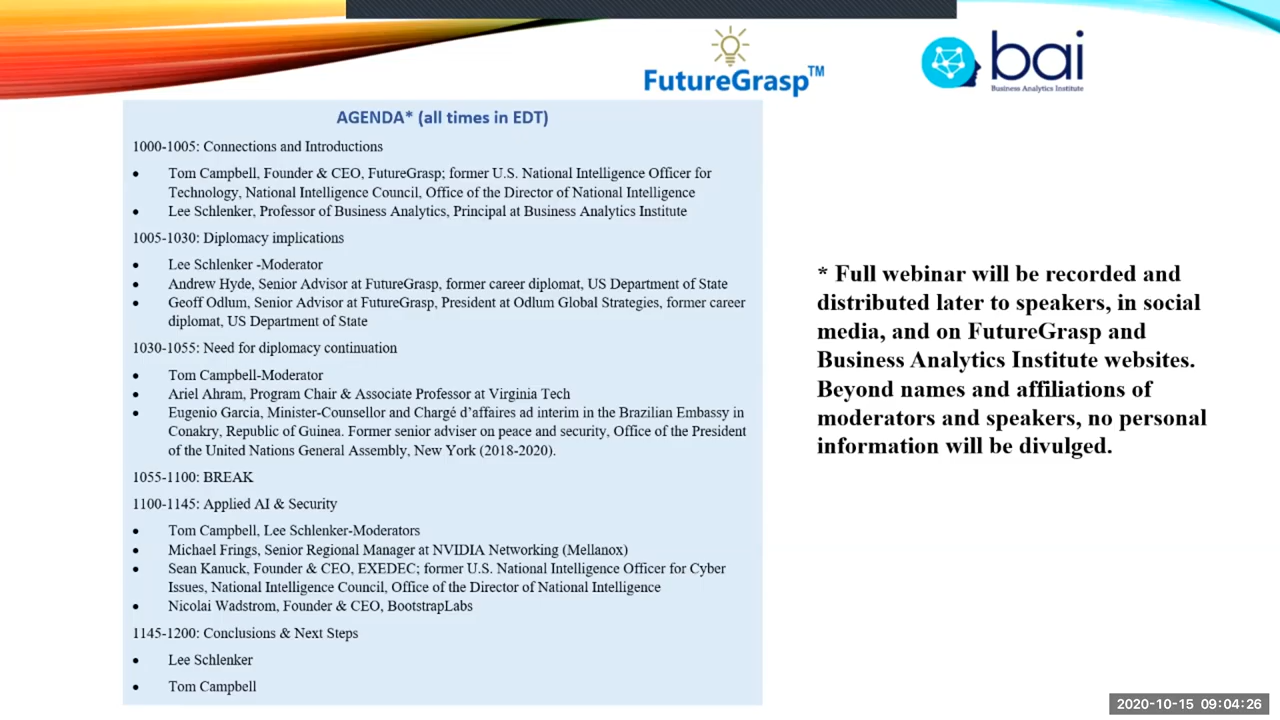 FutureGrasp™
bai
Business Analytics Institute
AGENDA* (all times in EDT)
1000-1005: Connections and Introductions
• Tom Campbell, Founder & CEO, FutureGrasp; former U.S. National Intelligence Officer for
Technology, National Intelligence Council, Office of the Director of National Intelligence
• Lee Schlenker, Professor of Business Analytics, Principal at Business Analytics Institute
1005-1030: Diplomacy implications
• Lee Schlenker -Moderator
• Andrew Hyde, Senior Advisor at FutureGrasp, former career diplomat, US Department of State
• Geoff Odlum, Senior Advisor at FutureGrasp, President at Odlum Global Strategies, former career
diplomat, US Department of State
1030-1055: Need for diplomacy continuation
• Tom Campbell-Moderator
• Ariel Ahram, Program Chair & Associate Professor at Virginia Tech
• Eugenio Garcia, Minister-Counsellor and Chargé d’affaires ad interim in the Brazilian Embassy in
Conakry, Republic of Guinea. Former senior adviser on peace and security, Office of the President
of the United Nations General Assembly, New York (2018-2020).
1055-1100: BREAK
1100-1145: Applied AI & Security
• Tom Campbell, Lee Schlenker-Moderators
• Michael Frings, Senior Regional Manager at NVIDIA Networking (Mellanox)
• Sean Kanuck, Founder & CEO, EXEDEC; former U.S. National Intelligence Officer for Cyber
Issues, National Intelligence Council, Office of the Director of National Intelligence
• Nicolai Wadstrom, Founder & CEO, BootstrapLabs
1145-1200: Conclusions & Next Steps
• Lee Schlenker
• Tom Campbell
* Full webinar will be recorded and
distributed later to speakers, in social
media, and on FutureGrasp and
Business Analytics Institute websites.
Beyond names and affiliations of
moderators and speakers, no personal
information will be divulged.
2020-10-15 09:04:26